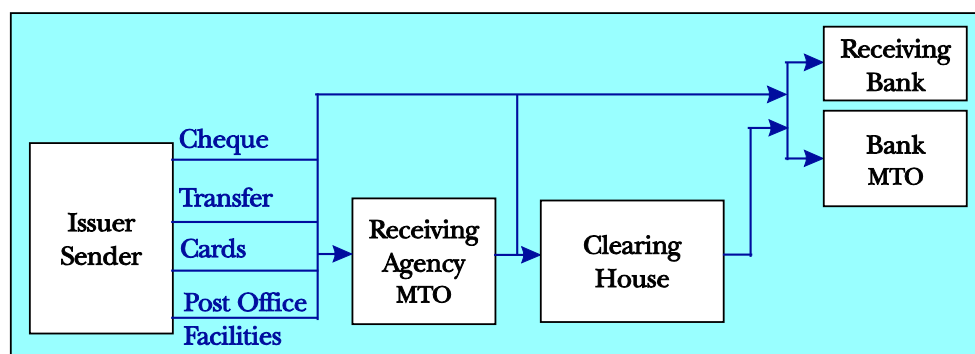 Issuer
Sender
Cheque
Transfer
Cards
Post Office
Facilities
Receiving
Agency
MTO
Clearing
House
Receiving
Bank
Bank
MTO